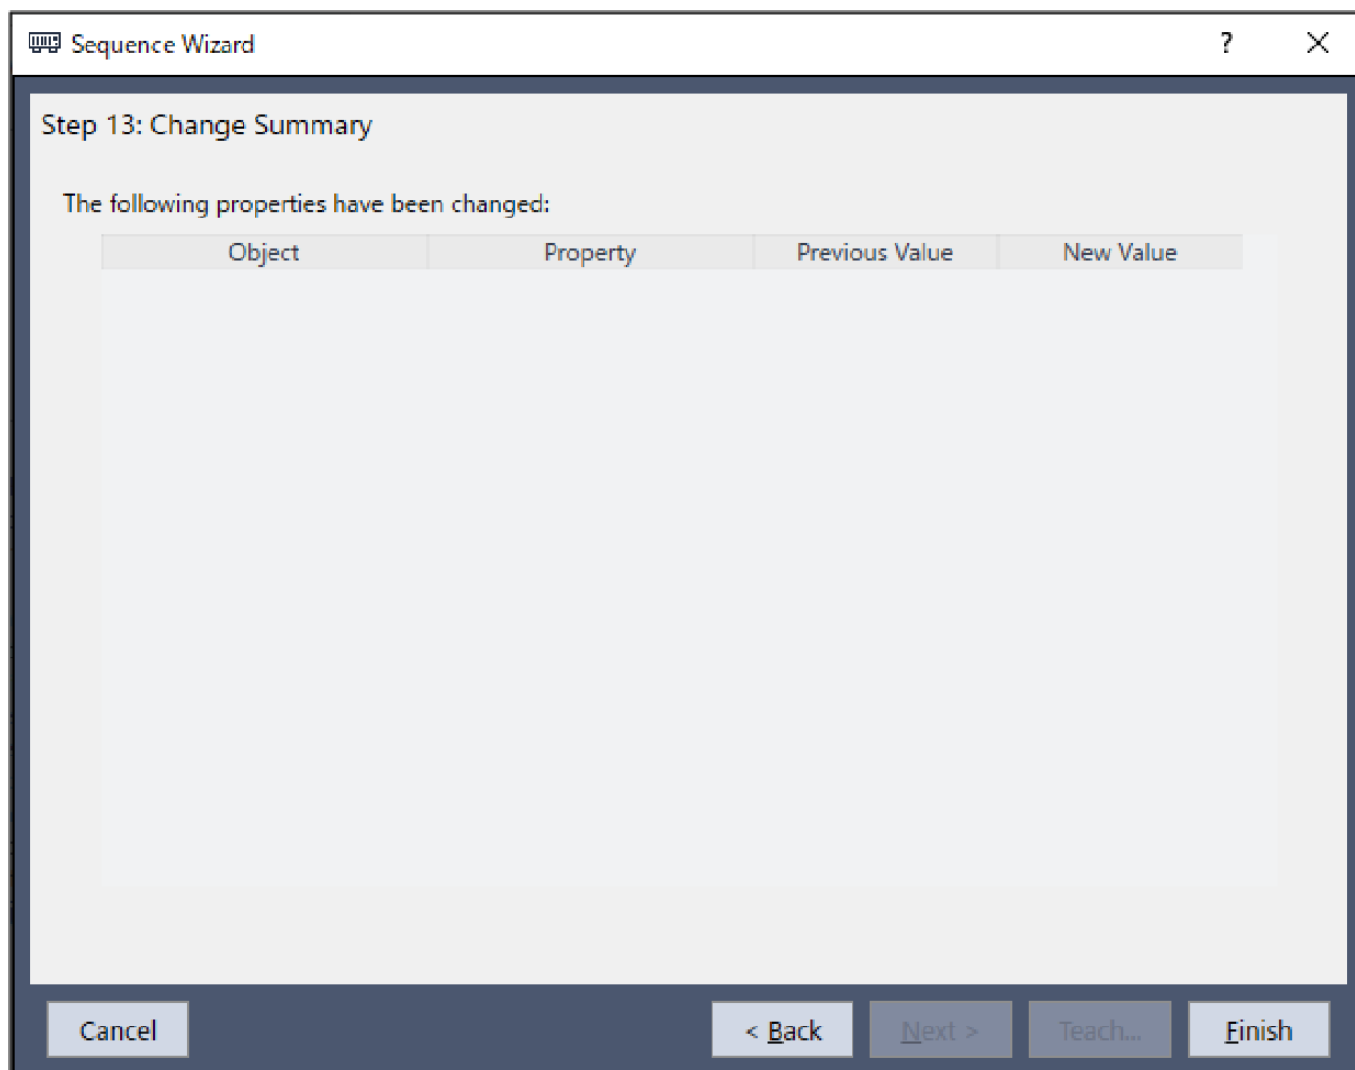 Sequence Wizard ?
Step 13: Change Summary
The following properties have been changed:
Object Property Previous Value New Value
Cancel < Back Next > Teach... Finish